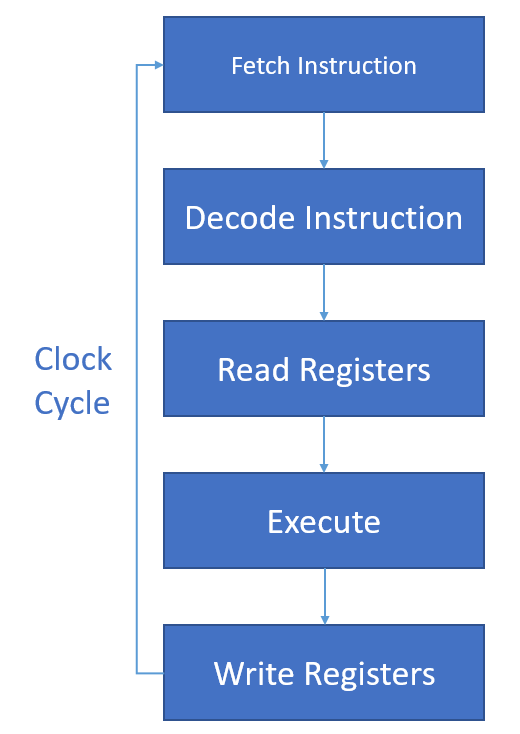 Fetch Instruction
Decode Instruction
Read Registers
Clock
Cycle
Execute
Write Registers